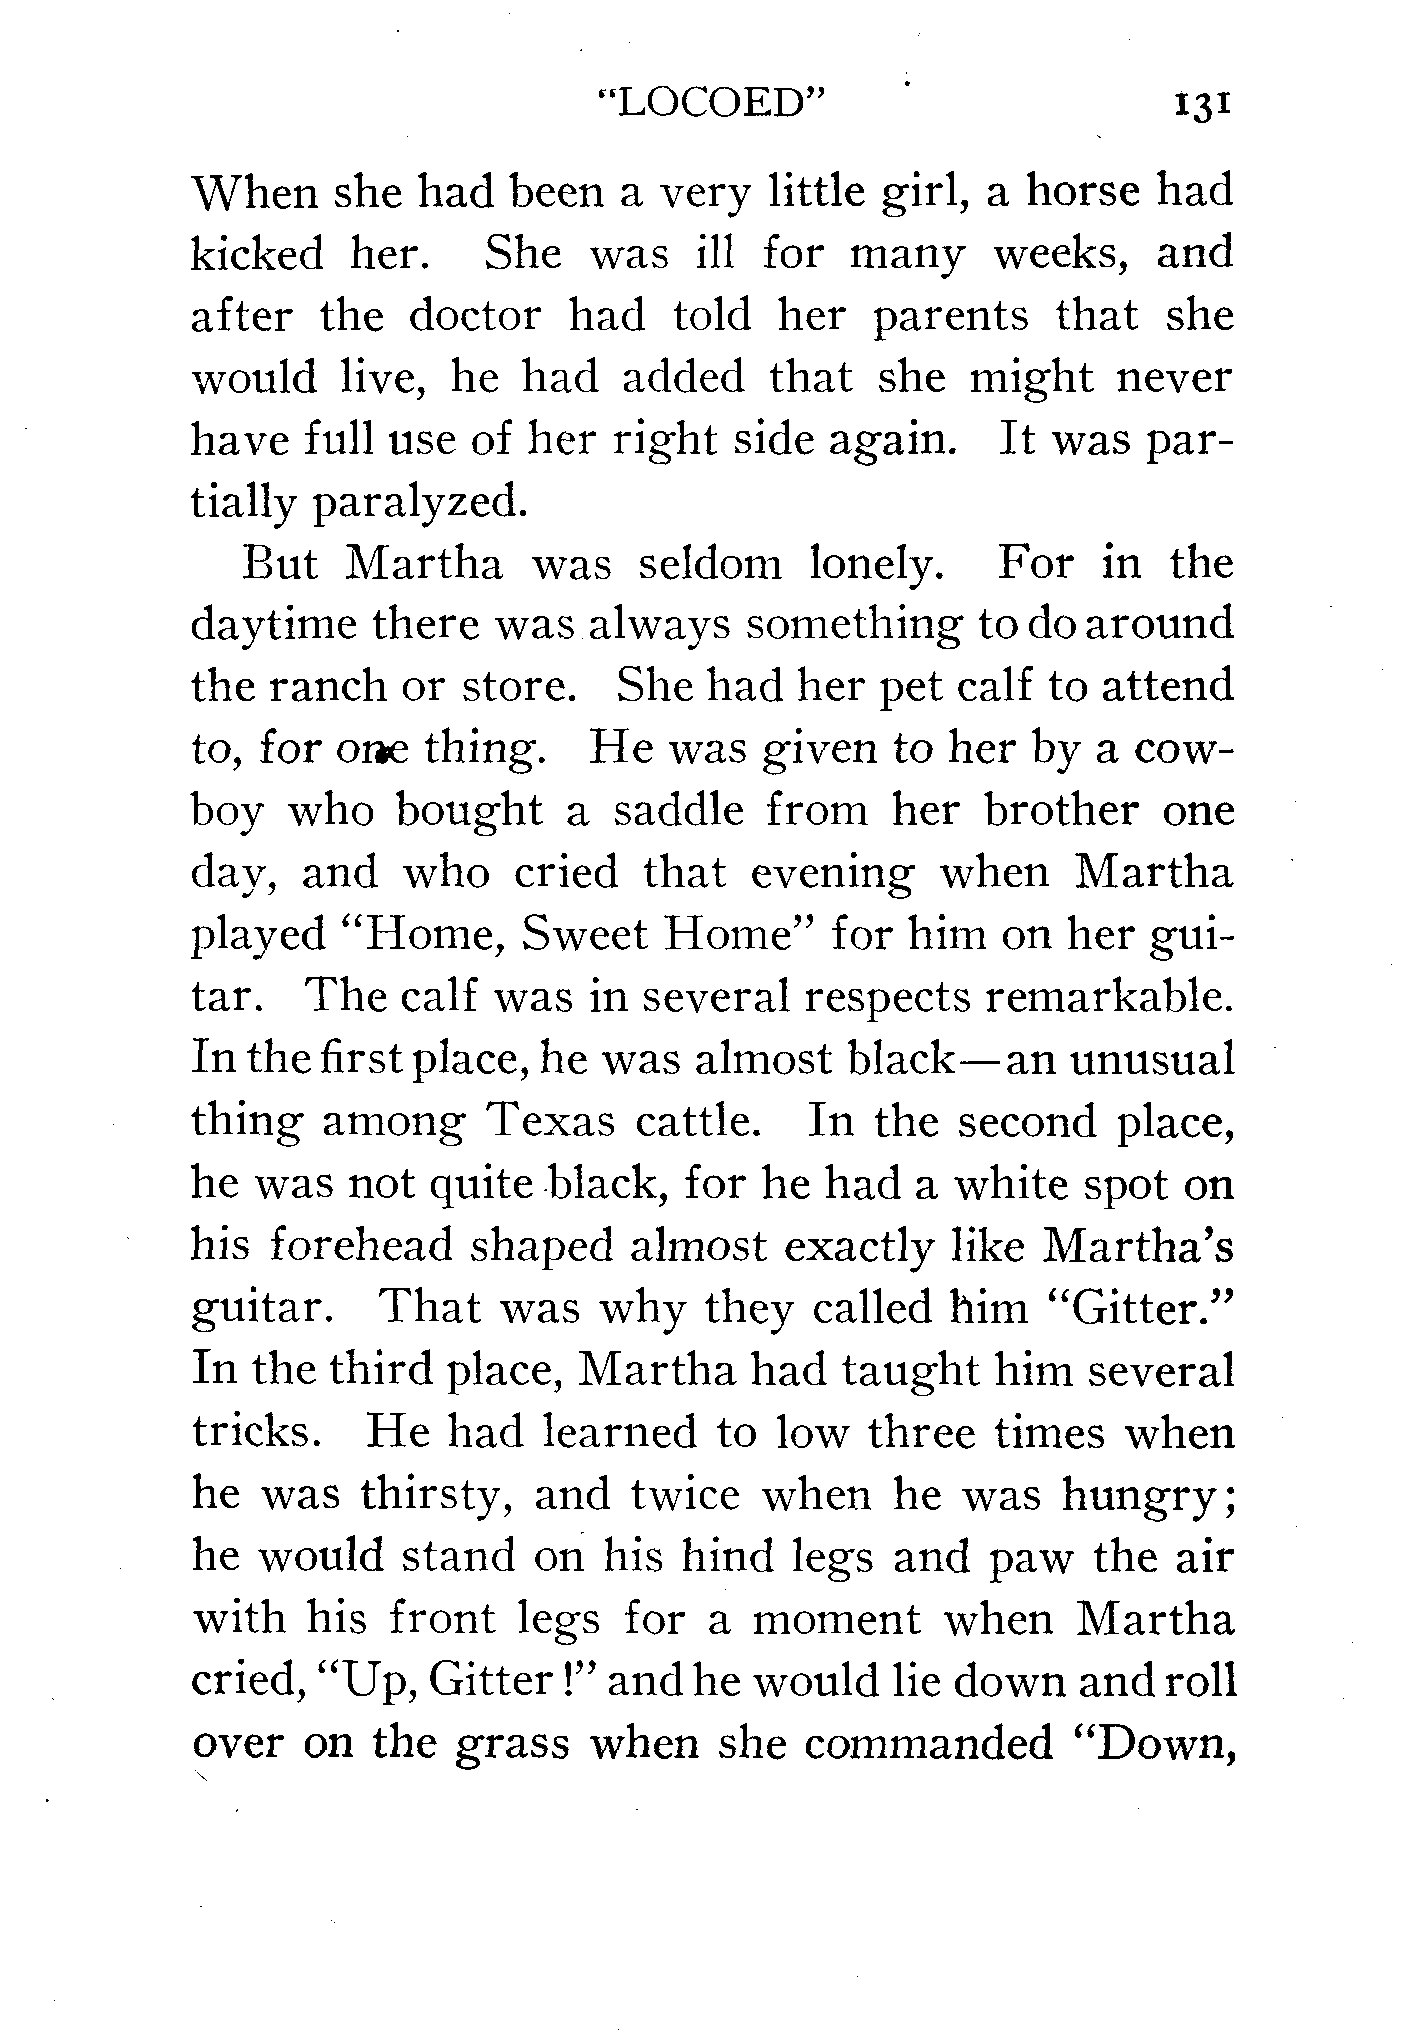 "LOCOED" 131
When she had been a very little girl, a horse had
kicked her. She was ill for many weeks, and
after the doctor had told her parents that she
would live, he had added that she might never
have full use of her right side again. It was par-
tially paralyzed.
But Martha was seldom lonely. For in the
daytime there was always something to do around
the ranch or store. She had her pet calf to attend
to, for one thing. He was given to her by a cow-
boy who bought a saddle from her brother one
day, and who cried that evening when Martha
played "Home, Sweet Home" for him on her gui-
tar. The calf was in several respects remarkable.
In the first place, he was almost black—an unusual
thing among Texas cattle. In the second place,
he was not quite black, for he had a white spot on
his forehead shaped almost exactly like Martha's
guitar. That was why they called him "Gitter."
In the third place, Martha had taught him several
tricks. He had learned to low three times when
he was thirsty, and twice when he was hungry;
he would stand on his hind legs and paw the air
with his front legs for a moment when Martha
cried, "Up, Gitter!" and he would lie down and roll
over on the grass when she commanded "Down,